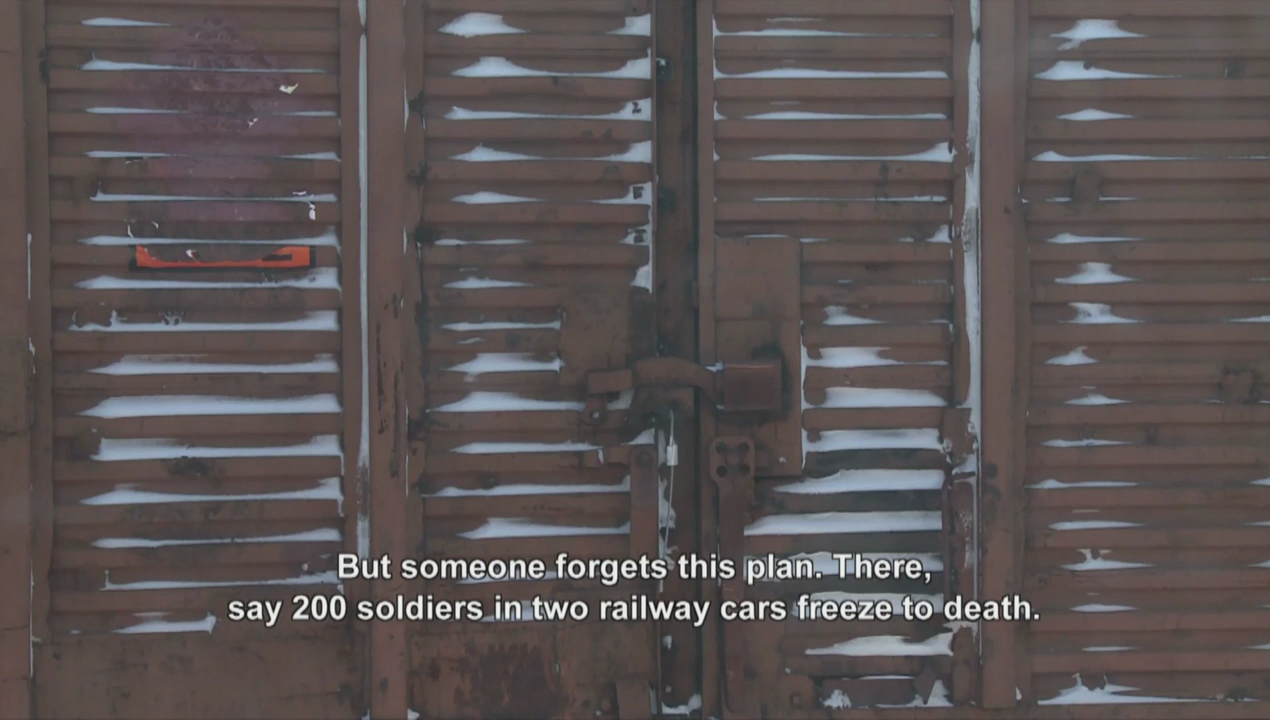 But someone forgets this plan. There,
say 200 soldiers in two railway cars freeze to death.